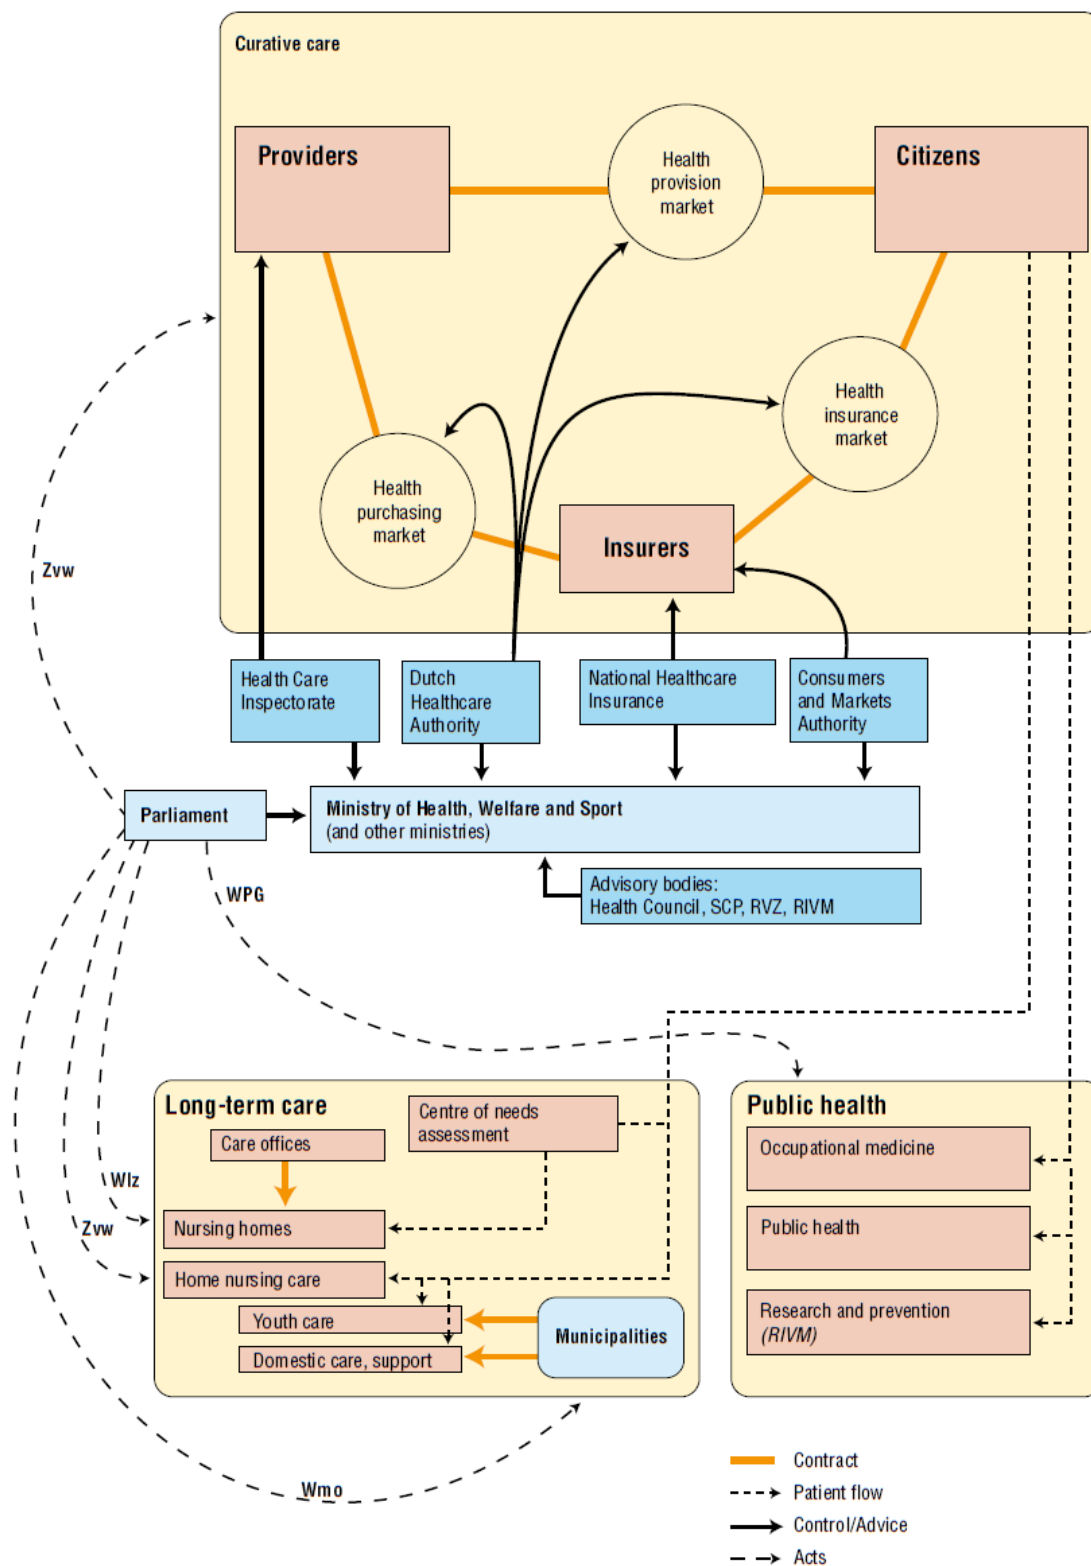 Curative care
Providers
Health
provision
market
Citizens
Health
insurance
market
Health
purchasing
market
Insurers
Zvw
Health Care
Inspectorate
Dutch
Healthcare
Authority
National Healthcare
Insurance
Consumers
and Markets
Authority
Parliament
Ministry of Health, Welfare and Sport
(and other ministries)
WPG
Advisory bodies:
Health Council, SCP, RVZ, RIVM
Long-term care
Care offices
Centre of needs
assessment
Wlz
Nursing homes
Zvw
Home nursing care
Youth care
Domestic care, support
Municipalities
Public health
Occupational medicine
Public health
Research and prevention
(RIVM)
Wmo
Contract
Patient flow
Control/Advice
Acts